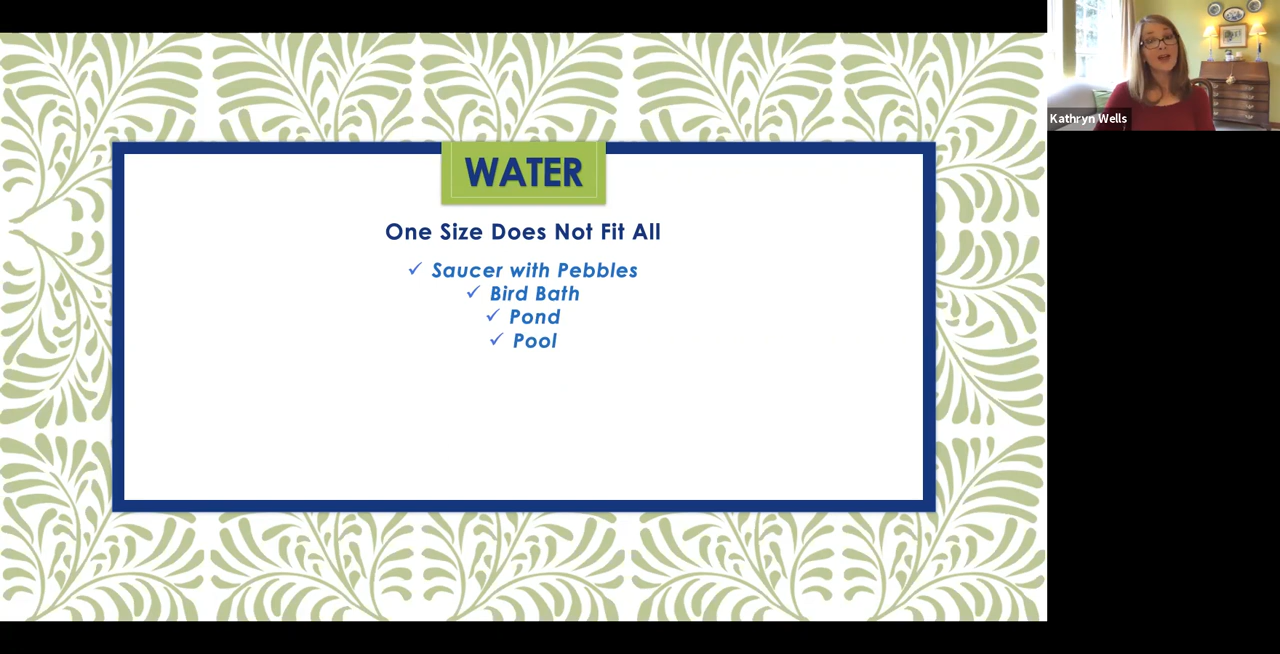 WATER
One Size Does Not Fit All
✓ Saucer with Pebbles
✓ Bird Bath
✓ Pond
✓ Pool
Kathryn Wells